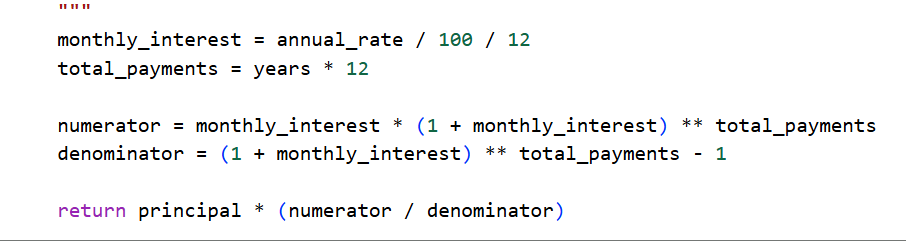 """
monthly_interest = annual_rate / 100 / 12
total_payments = years * 12
numerator = monthly_interest * (1 + monthly_interest) ** total_payments
denominator = (1 + monthly_interest) ** total_payments - 1
return principal * (numerator / denominator)